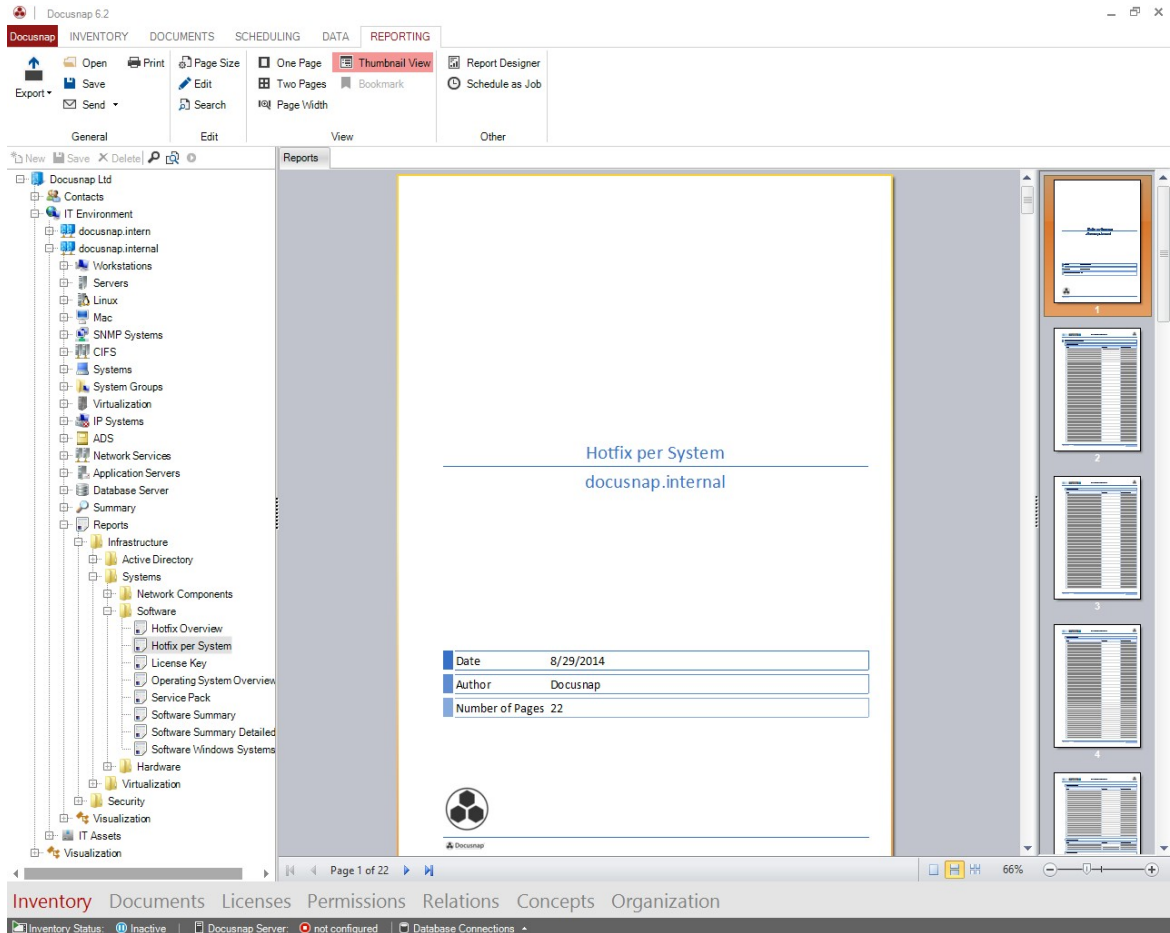 Docusnap 6.2
Docusnap INVENTORY DOCUMENTS SCHEDULING DATA REPORTING
Export
Open
Save
Send
Print
General
Page Size
Edit
Search
Edit
One Page
Two Pages
Page Width
Thumbnail View
Bookmark
View
Report Designer
Schedule as Job
Other
New Save Delete
Docusnap Ltd
Contacts
IT Environment
docusnap.intern
docusnap.internal
Workstations
Servers
Linux
Mac
SNMP Systems
CIFS
Systems
System Groups
Virtualization
IP Systems
ADS
Network Services
Application Servers
Database Server
Summary
Reports
Infrastructure
Active Directory
Systems
Network Components
Software
Hotfix Overview
Hotfix per System
License Key
Operating System Overview
Service Pack
Software Summary
Software Summary Detailed
Software Windows Systems
Hardware
Virtualization
Security
Visualization
IT Assets
Visualization
Reports
Hotfix per System
docusnap.internal
Date 8/29/2014
Author Docusnap
Number of Pages 22
Docusnap
1
2
3
4
Page 1 of 22
66%
Inventory Documents Licenses Permissions Relations Concepts Organization
Inventory Status: Inactive Docusnap Server: not configured Database Connections